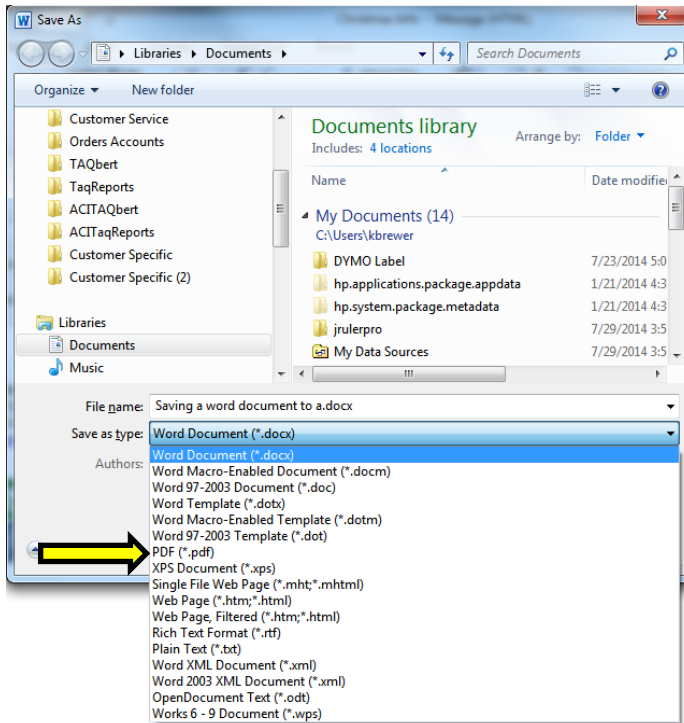 Save As
Libraries Documents
Search Documents
Organize New folder
Customer Service
Orders Accounts
TAQbert
TaqReports
ACITAQbert
ACITaqReports
Customer Specific
Customer Specific (2)
Libraries
Documents
Music
Documents library
Includes: 4 locations
Arrange by: Folder
Name Date modifie
My Documents (14)
C:\Users\kbrewer
DYMO Label 7/23/2014 5:0
hp.applications.package.appdata 1/21/2014 4:3
hp.system.package.metadata 1/21/2014 4:3
jrulerpro 7/29/2014 3:5
My Data Sources 7/29/2014 3:5
File name: Saving a word document to a.docx
Save as type: Word Document (*.docx)
Authors:
Word Document (*.docx)
Word Macro-Enabled Document (*.docm)
Word 97-2003 Document (*.doc)
Word Template (*.dotx)
Word Macro-Enabled Template (*.dotm)
Word 97-2003 Template (*.dot)
PDF (*.pdf)
XPS Document (*.xps)
Single File Web Page (*.mht;*.mhtml)
Web Page (*.htm;*.html)
Web Page, Filtered (*.htm;*.html)
Rich Text Format (*.rtf)
Plain Text (*.txt)
Word XML Document (*.xml)
Word 2003 XML Document (*.xml)
OpenDocument Text (*.odt)
Works 6 - 9 Document (*.wps)